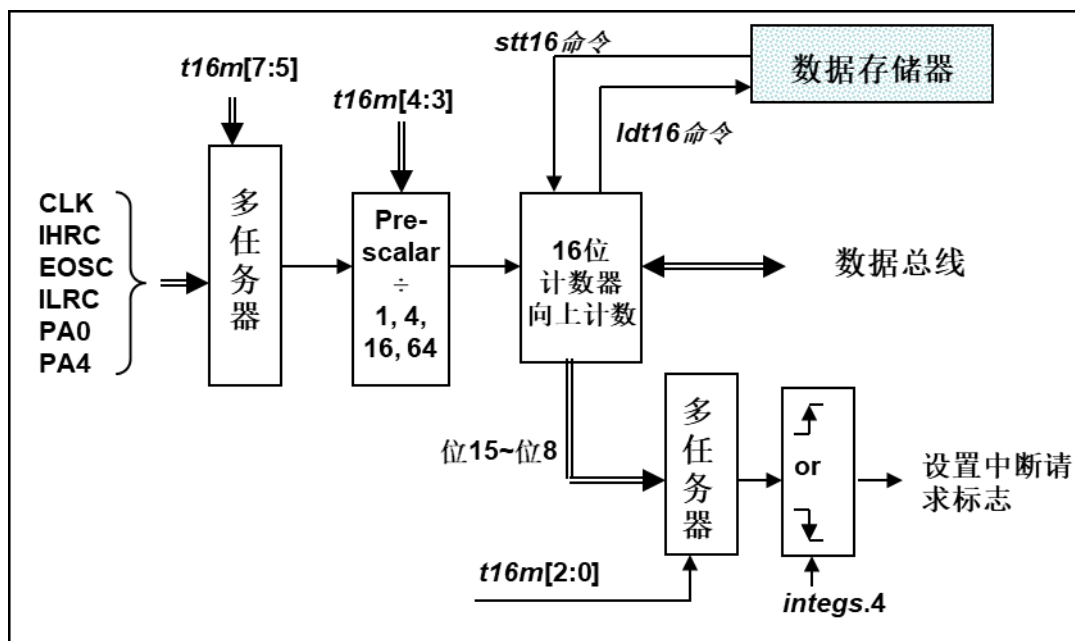 stt16命令
数据存储器
t16m[7:5]
t16m[4:3]
ldt16命令
CLK
IHRC
EOSC
ILRC
PA0
PA4
多
任
务
器
Pre-
scalar
÷
1, 4,
16, 64
16位
计数器
向上计数
数据总线
位15~位8
多
任
务
器
or
设置中断请
求标志
t16m[2:0]
integs.4